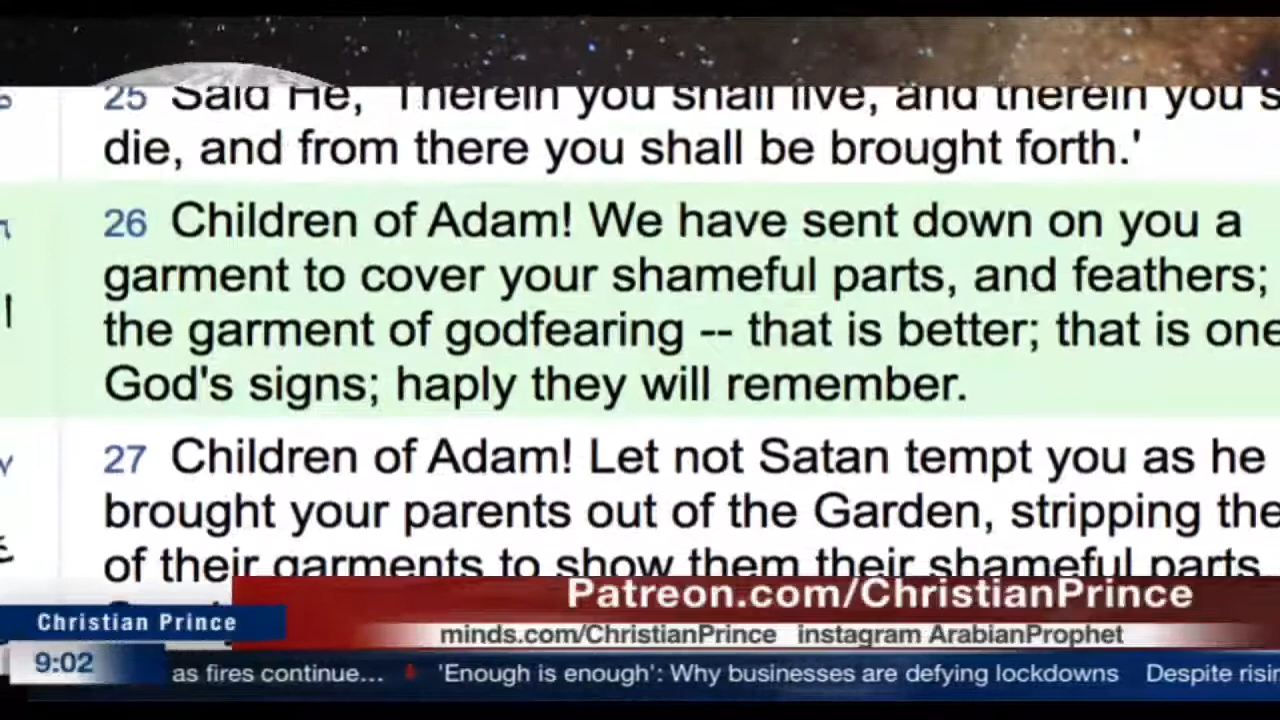 25 Said He, 'Therein you shall live, and therein you s
die, and from there you shall be brought forth.'
26 Children of Adam! We have sent down on you a
garment to cover your shameful parts, and feathers;
the garment of godfearing -- that is better; that is one
God's signs; haply they will remember.
27 Children of Adam! Let not Satan tempt you as he
brought your parents out of the Garden, stripping the
of their garments to show them their shameful parts
Patreon.com/ChristianPrince
Christian Prince
minds.com/ChristianPrince instagram ArabianProphet
9:02
as fires continue... 'Enough is enough': Why businesses are defying lockdowns Despite risin